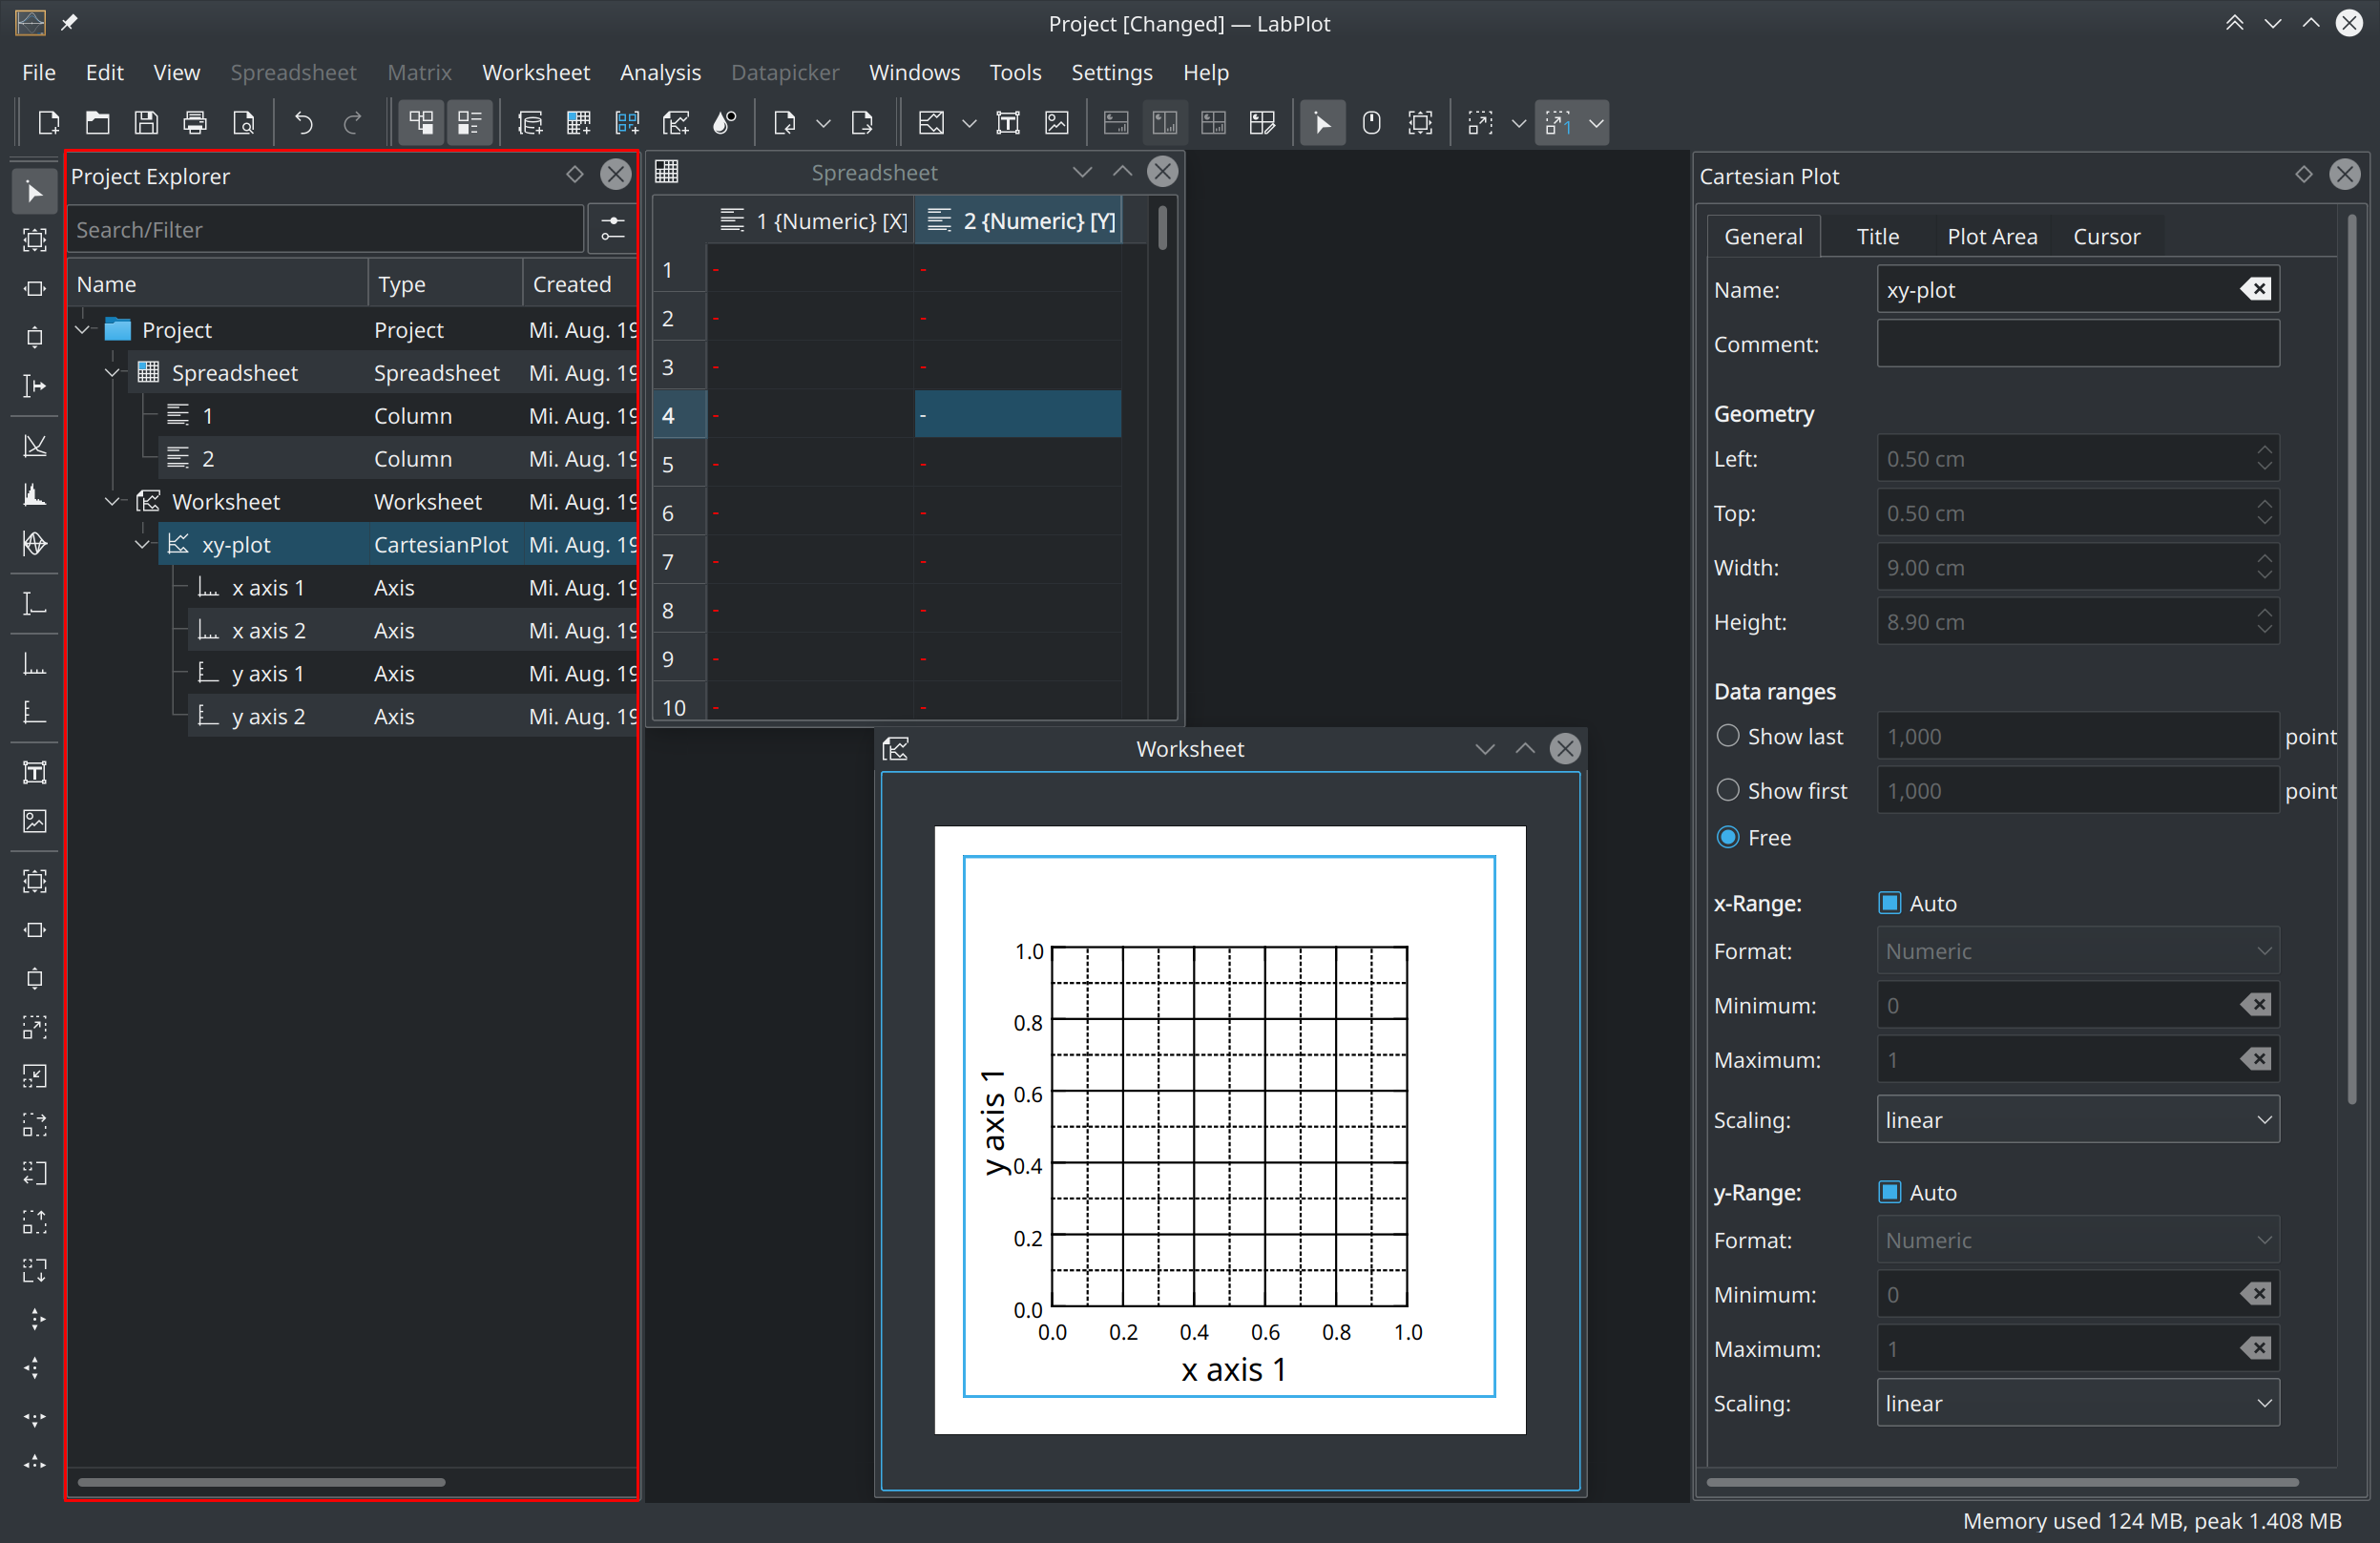 Project [Changed] — LabPlot
File Edit View Spreadsheet Matrix Worksheet Analysis Datapicker Windows Tools Settings Help
1
Project Explorer
Search/Filter
Name Type Created
Project Project Mi. Aug. 19
Spreadsheet Spreadsheet Mi. Aug. 19
1 Column Mi. Aug. 19
2 Column Mi. Aug. 19
Worksheet Worksheet Mi. Aug. 19
xy-plot CartesianPlot Mi. Aug. 19
x axis 1 Axis Mi. Aug. 19
x axis 2 Axis Mi. Aug. 19
y axis 1 Axis Mi. Aug. 19
y axis 2 Axis Mi. Aug. 19
Spreadsheet
1 {Numeric} [X] 2 {Numeric} [Y]
1 - -
2 - -
3 - -
4 - -
5 - -
6 - -
7 - -
8 - -
9 - -
10 - -
Worksheet
1.0
0.8
0.6
0.4
0.2
0.0
y axis 1
0.0 0.2 0.4 0.6 0.8 1.0
x axis 1
Cartesian Plot
General Title Plot Area Cursor
Name: xy-plot
Comment:
Geometry
Left: 0.50 cm
Top: 0.50 cm
Width: 9.00 cm
Height: 8.90 cm
Data ranges
Show last 1,000 point
Show first 1,000 point
Free
x-Range: Auto
Format: Numeric
Minimum: 0
Maximum: 1
Scaling: linear
y-Range: Auto
Format: Numeric
Minimum: 0
Maximum: 1
Scaling: linear
Memory used 124 MB, peak 1.408 MB